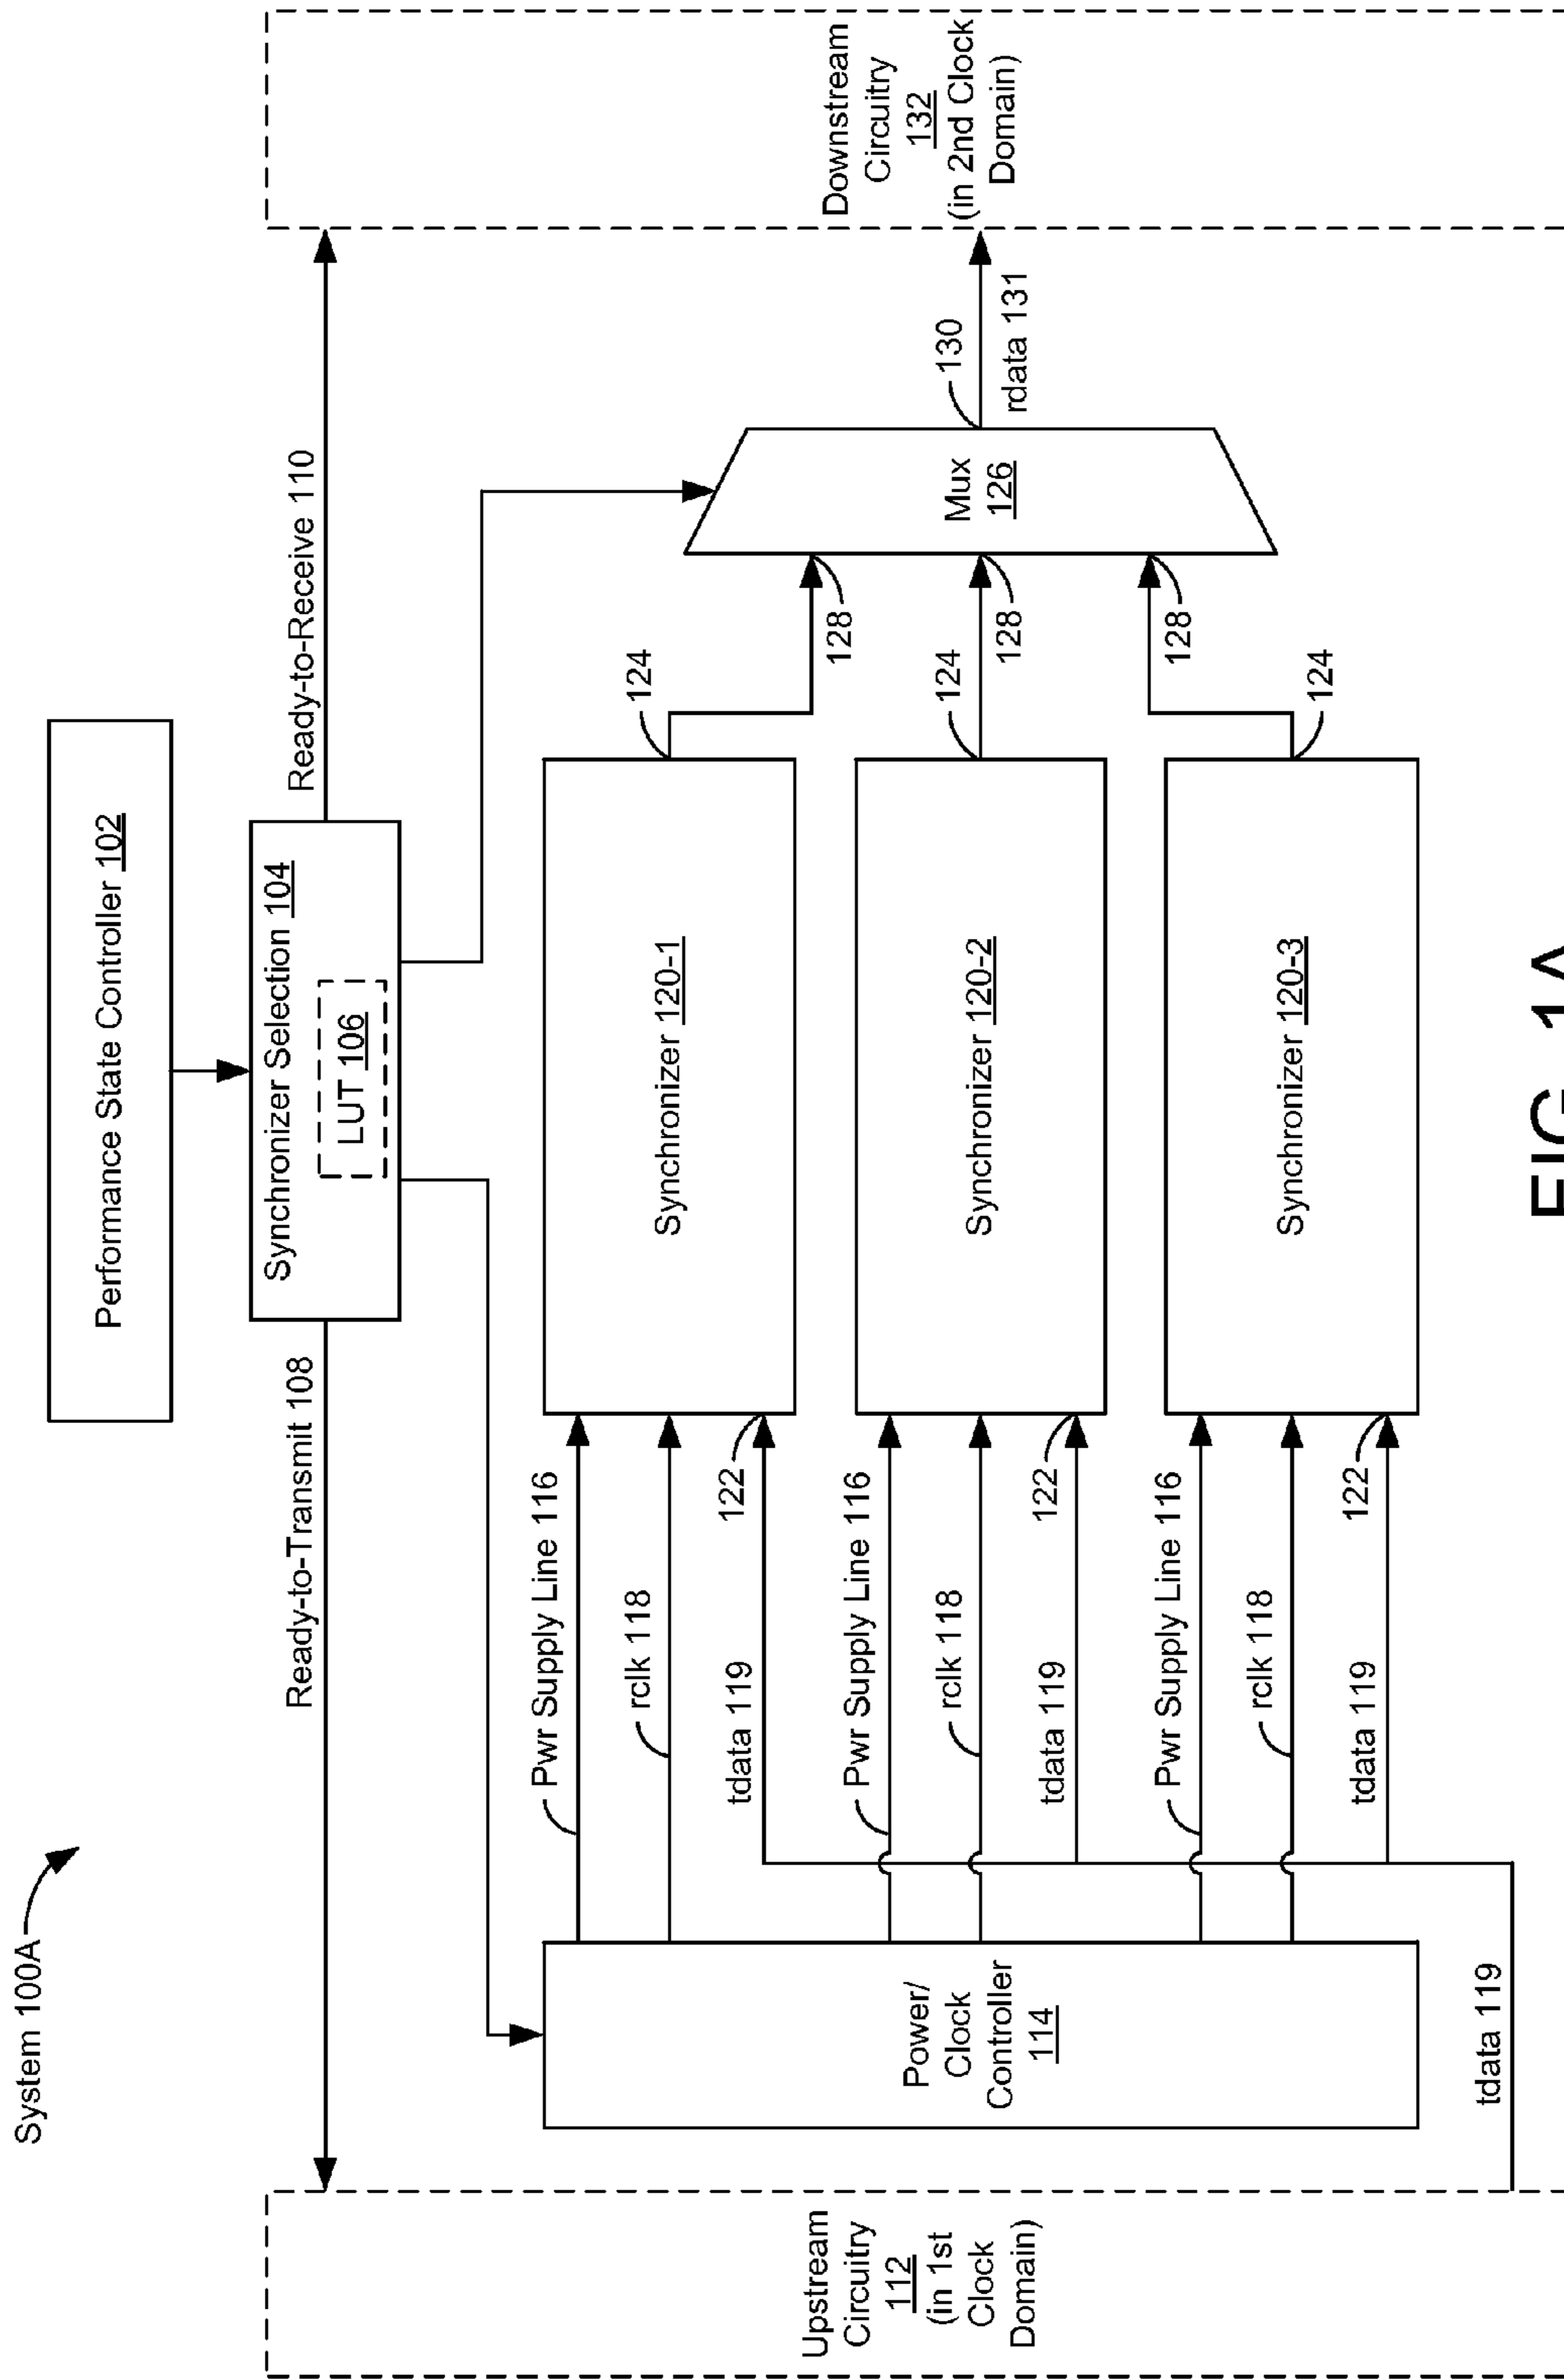 System 100A
Performance State Controller 102
Synchronizer Selection 104
LUT 106
Ready-to-Transmit 108
Ready-to-Receive 110
Upstream
Circuitry
112
(in 1st
Clock
Domain)
Power/
Clock
Controller
114
Pwr Supply Line 116
rclk 118
tdata 119
122
Synchronizer 120-1
124
128
Pwr Supply Line 116
rclk 118
tdata 119
122
Synchronizer 120-2
124
128
Pwr Supply Line 116
rclk 118
tdata 119
122
Synchronizer 120-3
124
128
tdata 119
Mux
126
130
rdata 131
Downstream
Circuitry
132
(in 2nd Clock
Domain)
FIG. 1A